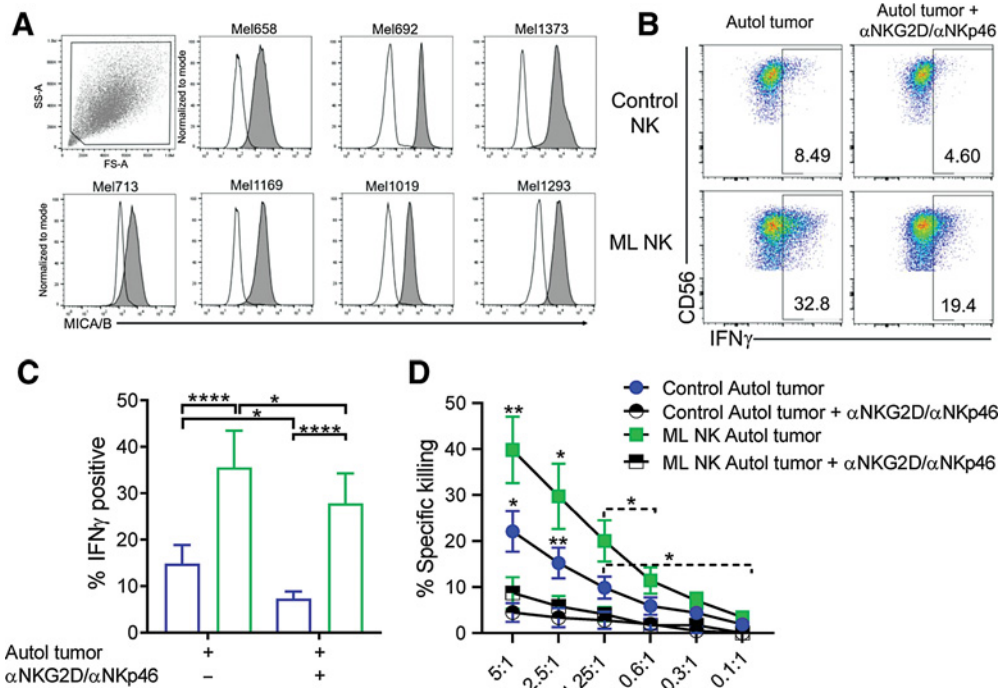 A
Mel658
Mel692
Mel1373
SS-A
FS-A
Normalized to mode
Mel713
Mel1169
Mel1019
Mel1293
Normalized to mode
MICA/B
B
Autol tumor
Autol tumor +
αNKG2D/αNKp46
Control
NK
8.49
4.60
ML NK
32.8
19.4
CD56
IFNγ
C
% IFNγ positive
50
40
30
20
10
0
****
*
*
****
Autol tumor + +
αNKG2D/αNKp46 – +
D
Control Autol tumor
Control Autol tumor + αNKG2D/αNKp46
ML NK Autol tumor
ML NK Autol tumor + αNKG2D/αNKp46
% Specific killing
50
40
30
20
10
0
**
*
*
**
*
*
5:1
2.5:1
.25:1
0.6:1
0.3:1
0.1:1